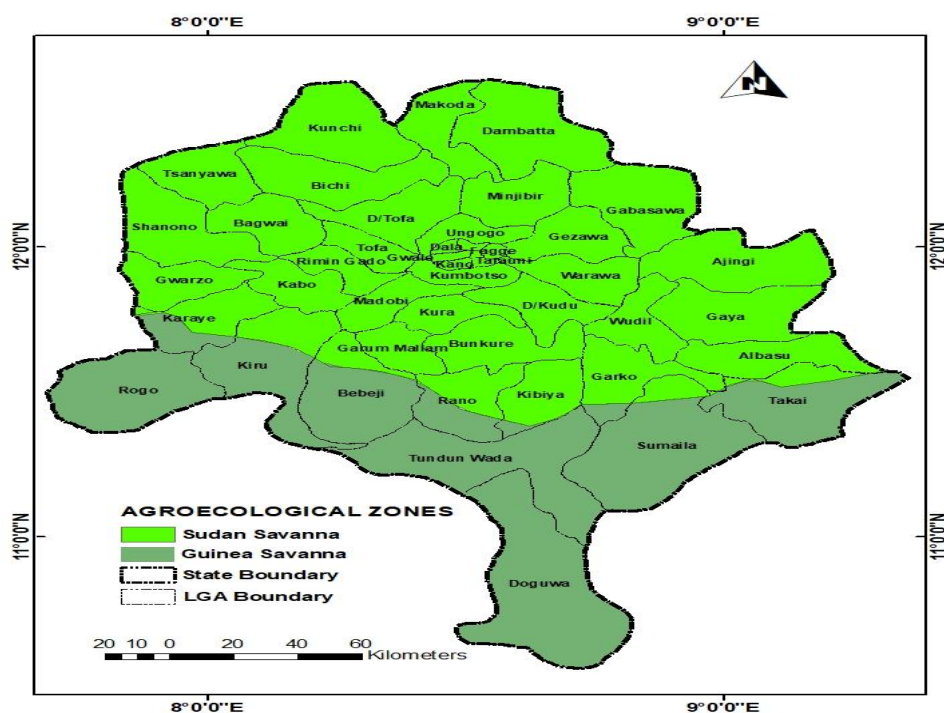 8°0'0"E 9°0'0"E
N
Makoda
Kunchi
Dambatta
Tsanyawa
Bichi
Minjibir
Gabasawa
Shanono
Bagwai
D/Tofa
Ungogo
Gezawa
12°0'0"N 12°0'0"N
Tofa
Dala
Fagge
Rimin Gado
Gwale
Kano
Tarauni
Ajingi
Gwarzo
Kabo
Kumbotso
Warawa
Madobi
Kura
D/Kudu
Wudil
Gaya
Karaye
Garum Mallam
Bunkure
Albasu
Kiru
Garko
Rogo
Bebeji
Rano
Kibiya
Takai
Sumaila
Tundun Wada
AGROECOLOGICAL ZONES
Sudan Savanna
Guinea Savanna
State Boundary
LGA Boundary
11°0'0"N 11°0'0"N
Doguwa
20 10 0 20 40 60
Kilometers
8°0'0"E 9°0'0"E